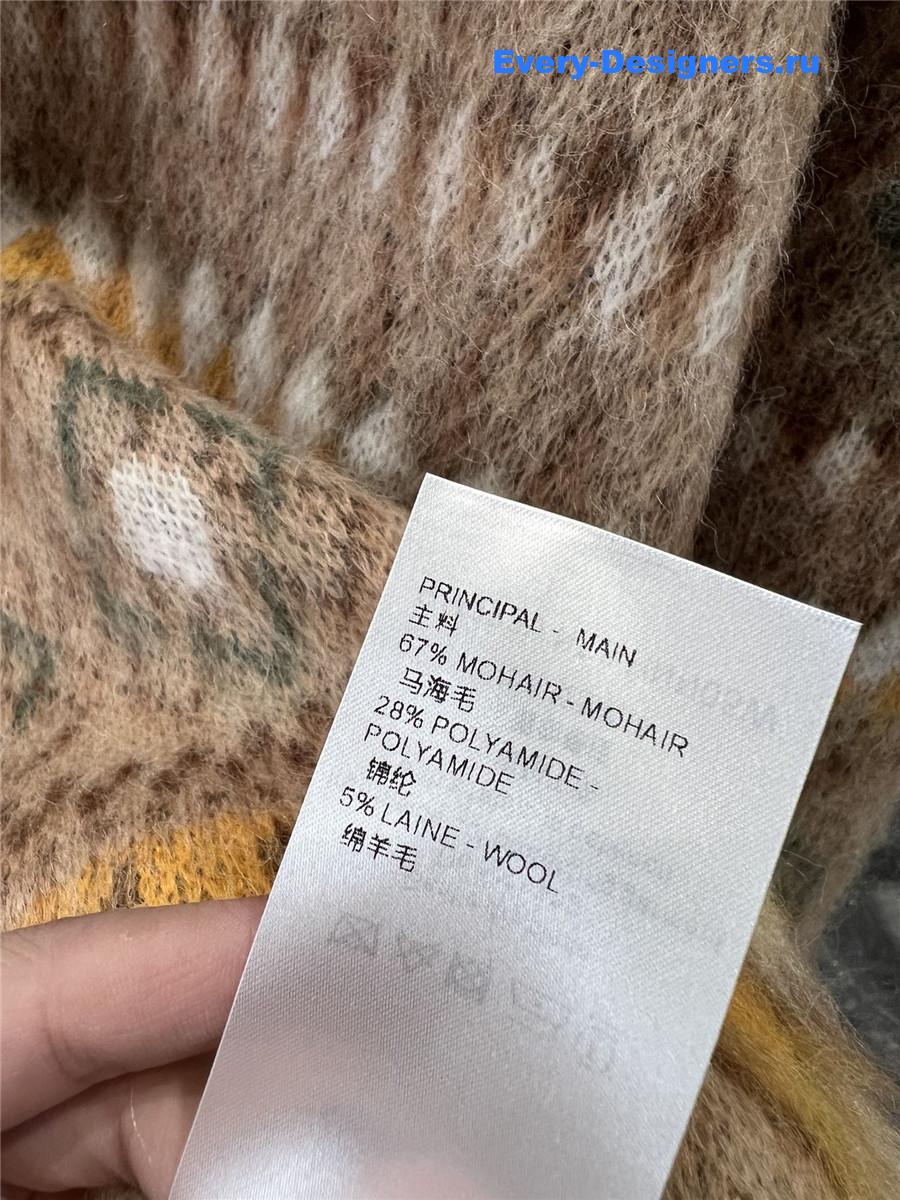 Every-Designers.ru
PRINCIPAL - MAIN
主料
67% MOHAIR - MOHAIR
马海毛
28% POLYAMIDE -
POLYAMIDE
锦纶
5% LAINE - WOOL
绵羊毛